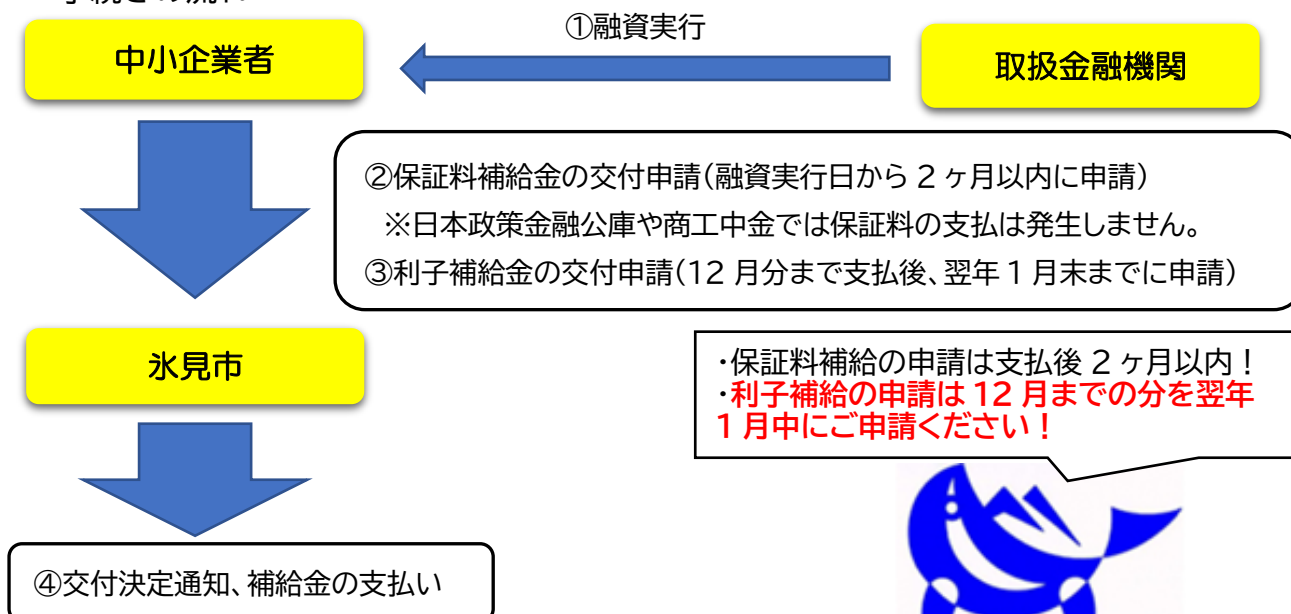 手続きの流れ
①融資実行
中小企業者
取扱金融機関
②保証料補給金の交付申請(融資実行日から 2 ヶ月以内に申請)
※日本政策金融公庫や商工中金では保証料の支払は発生しません。
③利子補給金の交付申請(12 月分まで支払後、翌年 1 月末までに申請)
氷見市
・保証料補給の申請は支払後 2 ヶ月以内！
・利子補給の申請は 12 月までの分を翌年
1 月中にご申請ください！
④交付決定通知、補給金の支払い